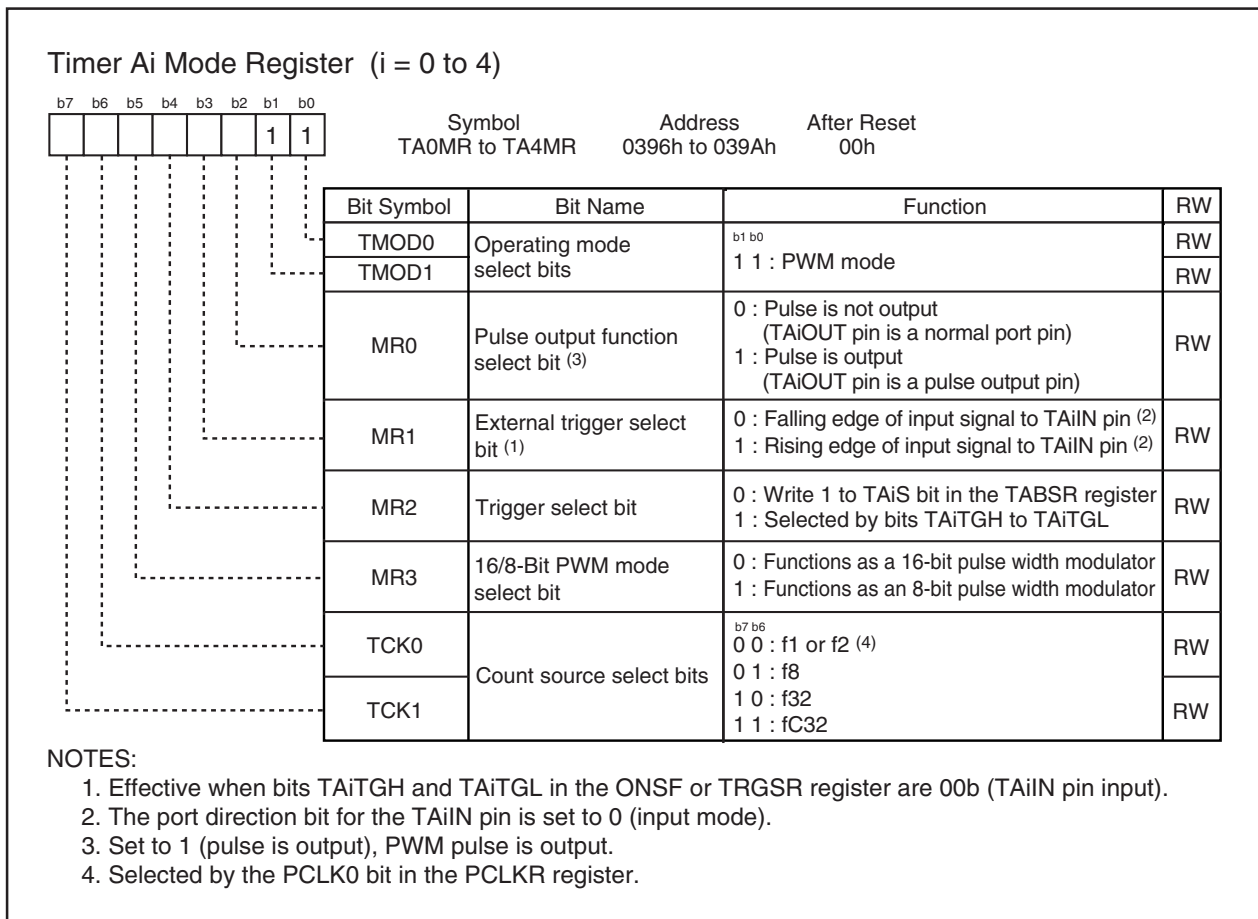 Timer Ai Mode Register (i = 0 to 4)
b7 b6 b5 b4 b3 b2 b1 b0
1 1
Symbol Address After Reset
TA0MR to TA4MR 0396h to 039Ah 00h
Bit Symbol Bit Name Function RW
TMOD0 Operating mode select bits b1 b0 RW
TMOD1 1 1 : PWM mode RW
MR0 Pulse output function select bit (3) 0 : Pulse is not output
(TAiOUT pin is a normal port pin)
1 : Pulse is output
(TAiOUT pin is a pulse output pin) RW
MR1 External trigger select bit (1) 0 : Falling edge of input signal to TAiIN pin (2)
1 : Rising edge of input signal to TAiIN pin (2) RW
MR2 Trigger select bit 0 : Write 1 to TAiS bit in the TABSR register
1 : Selected by bits TAiTGH to TAiTGL RW
MR3 16/8-Bit PWM mode select bit 0 : Functions as a 16-bit pulse width modulator
1 : Functions as an 8-bit pulse width modulator RW
TCK0 Count source select bits b7 b6
0 0 : f1 or f2 (4) RW
0 1 : f8
TCK1 1 0 : f32
1 1 : fC32 RW
NOTES:
1. Effective when bits TAiTGH and TAiTGL in the ONSF or TRGSR register are 00b (TAiIN pin input).
2. The port direction bit for the TAiIN pin is set to 0 (input mode).
3. Set to 1 (pulse is output), PWM pulse is output.
4. Selected by the PCLK0 bit in the PCLKR register.